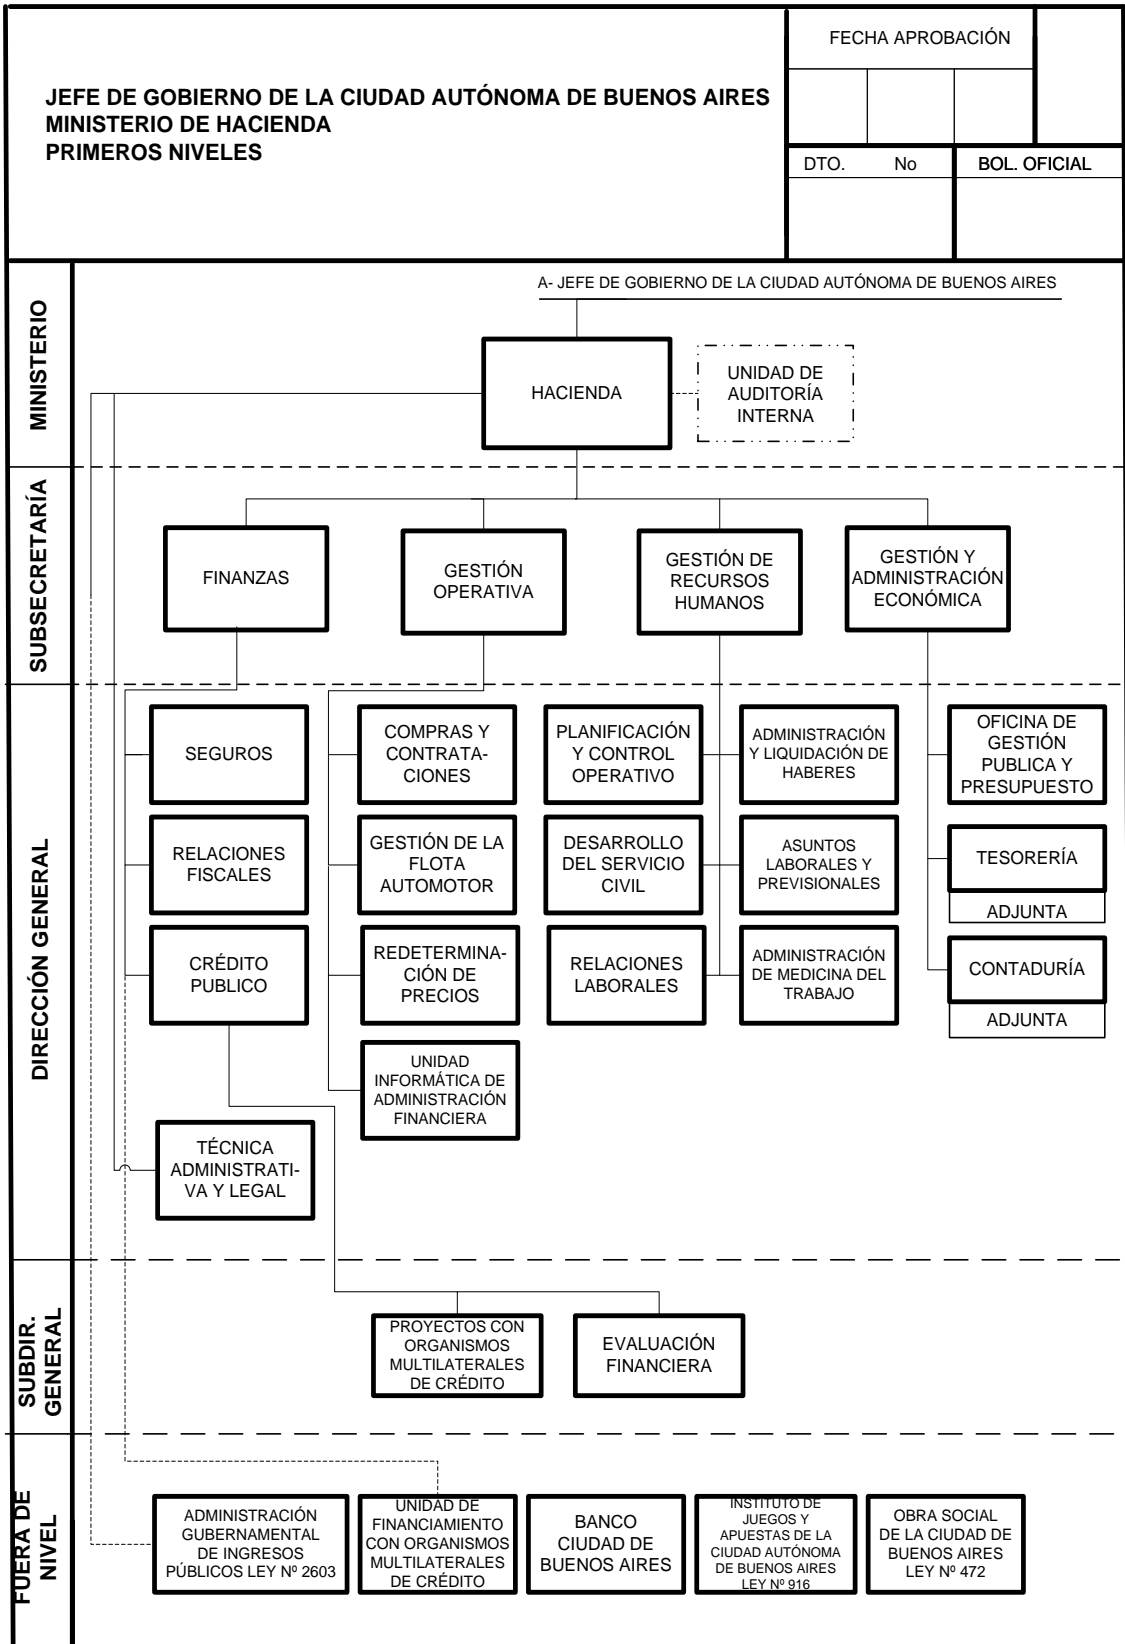 JEFE DE GOBIERNO DE LA CIUDAD AUTÓNOMA DE BUENOS AIRES
MINISTERIO DE HACIENDA
PRIMEROS NIVELES
FECHA APROBACIÓN
DTO. No
BOL. OFICIAL
MINISTERIO
A- JEFE DE GOBIERNO DE LA CIUDAD AUTÓNOMA DE BUENOS AIRES
HACIENDA
UNIDAD DE
AUDITORÍA
INTERNA
SUBSECRETARÍA
FINANZAS
GESTIÓN
OPERATIVA
GESTIÓN DE
RECURSOS
HUMANOS
GESTIÓN Y
ADMINISTRACIÓN
ECONÓMICA
DIRECCIÓN GENERAL
SEGUROS
COMPRAS Y
CONTRATA-
CIONES
PLANIFICACIÓN
Y CONTROL
OPERATIVO
ADMINISTRACIÓN
Y LIQUIDACIÓN DE
HABERES
OFICINA DE
GESTIÓN
PUBLICA Y
PRESUPUESTO
RELACIONES
FISCALES
GESTIÓN DE LA
FLOTA
AUTOMOTOR
DESARROLLO
DEL SERVICIO
CIVIL
ASUNTOS
LABORALES Y
PREVISIONALES
TESORERÍA
ADJUNTA
CRÉDITO
PUBLICO
REDETERMINA-
CIÓN DE
PRECIOS
RELACIONES
LABORALES
ADMINISTRACIÓN
DE MEDICINA DEL
TRABAJO
CONTADURÍA
ADJUNTA
UNIDAD
INFORMÁTICA DE
ADMINISTRACIÓN
FINANCIERA
TÉCNICA
ADMINISTRATI-
VA Y LEGAL
SUBDIR.
GENERAL
PROYECTOS CON
ORGANISMOS
MULTILATERALES
DE CRÉDITO
EVALUACIÓN
FINANCIERA
FUERA DE
NIVEL
ADMINISTRACIÓN
GUBERNAMENTAL
DE INGRESOS
PÚBLICOS LEY Nº 2603
UNIDAD DE
FINANCIAMIENTO
CON ORGANISMOS
MULTILATERALES
DE CRÉDITO
BANCO
CIUDAD DE
BUENOS AIRES
INSTITUTO DE
JUEGOS Y
APUESTAS DE LA
CIUDAD AUTÓNOMA
DE BUENOS AIRES
LEY Nº 916
OBRA SOCIAL
DE LA CIUDAD DE
BUENOS AIRES
LEY Nº 472